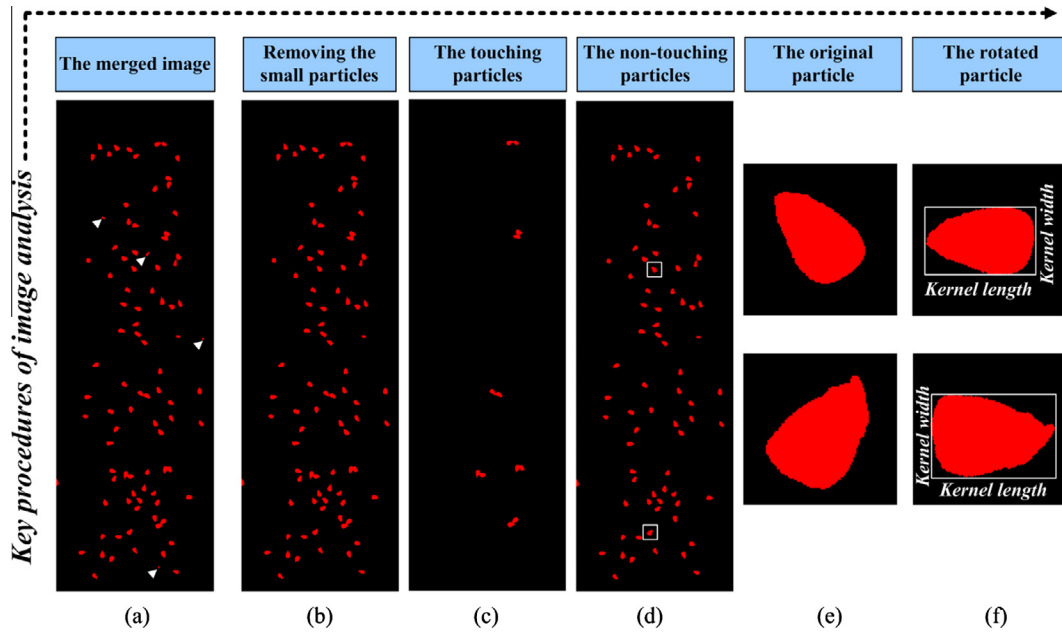 The merged image
Removing the
small particles
The touching
particles
The non-touching
particles
The original
particle
The rotated
particle
Key procedures of image analysis
Kernel width
Kernel length
Kernel width
Kernel length
(a)
(b)
(c)
(d)
(e)
(f)